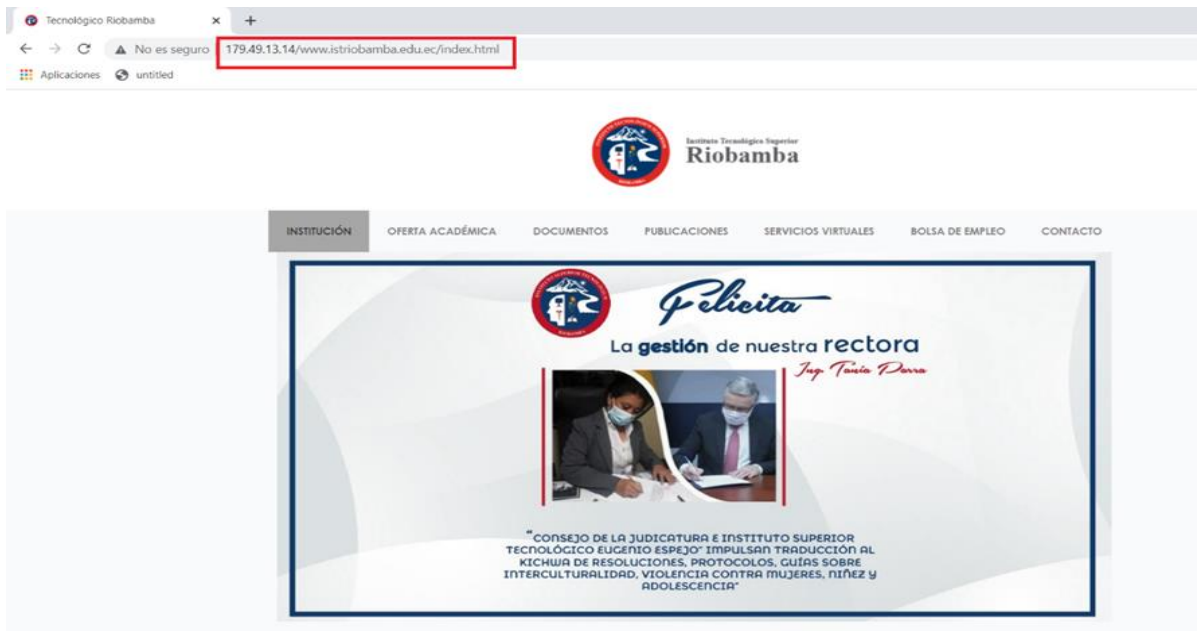 Tecnológico Riobamba
No es seguro 179.49.13.14/www.istriobamba.edu.ec/index.html
Aplicaciones untitled
Instituto Tecnológico Superior
Riobamba
INSTITUCIÓN OFERTA ACADÉMICA DOCUMENTOS PUBLICACIONES SERVICIOS VIRTUALES BOLSA DE EMPLEO CONTACTO
Felicita
La gestión de nuestra rectora
Ing. Tania Parra
“CONSEJO DE LA JUDICATURA E INSTITUTO SUPERIOR
TECNOLÓGICO EUGENIO ESPEJO” IMPULSAN TRADUCCIÓN AL
KICHWA DE RESOLUCIONES, PROTOCOLOS, GUÍAS SOBRE
INTERCULTURALIDAD, VIOLENCIA CONTRA MUJERES, NIÑEZ Y
ADOLESCENCIA”